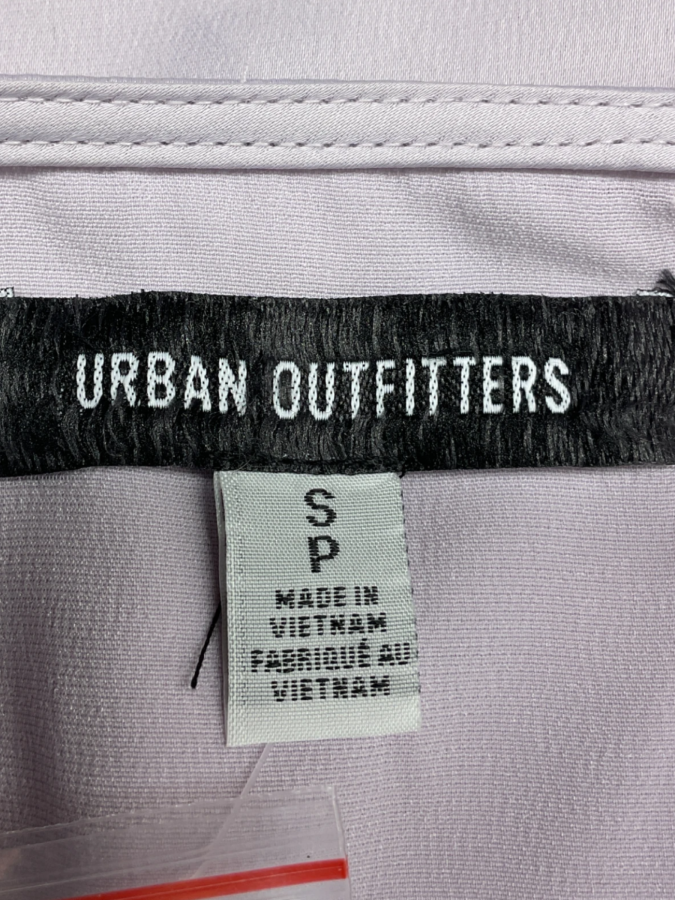 URBAN OUTFITTERS
S
P
MADE IN
VIETNAM
FABRIQUÉ AU
VIETNAM